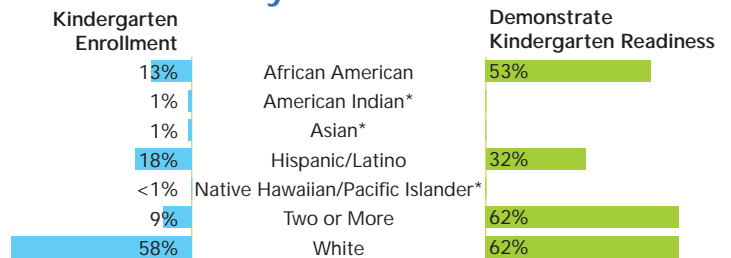 Kindergarten
Enrollment
Demonstrate
Kindergarten Readiness
13% African American 53%
1% American Indian*
1% Asian*
18% Hispanic/Latino 32%
<1% Native Hawaiian/Pacific Islander*
9% Two or More 62%
58% White 62%